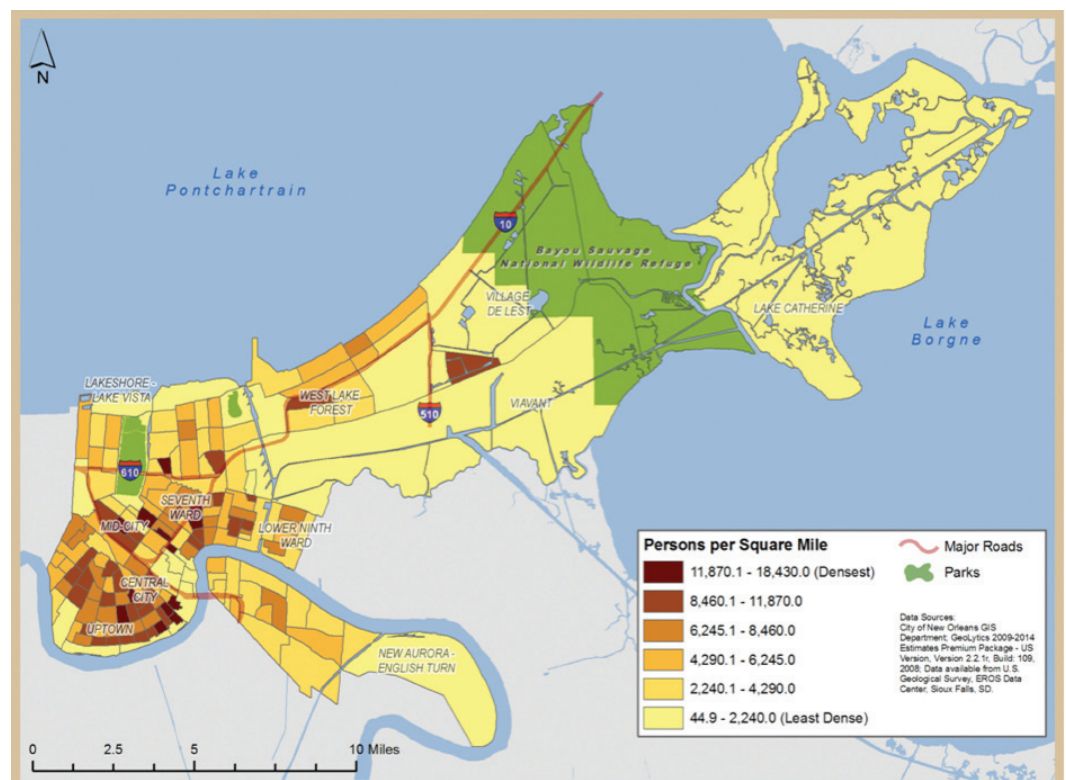 N
Lake
Pontchartrain
10
Bayou Sauvage
National Wildlife Refuge
VILLAGE
DE LEST
LAKE CATHERINE
Lake
Borgne
LAKESHORE -
LAKE VISTA
WEST LAKE
FOREST
510
VIAVANT
610
SEVENTH
WARD
MID-CITY
LOWER NINTH
WARD
CENTRAL
CITY
UPTOWN
NEW AURORA-
ENGLISH TURN
Persons per Square Mile
11,870.1 - 18,430.0 (Densest)
8,460.1 - 11,870.0
6,245.1 - 8,460.0
4,290.1 - 6,245.0
2,240.1 - 4,290.0
44.9 - 2,240.0 (Least Dense)
Major Roads
Parks
Data Sources:
City of New Orleans GIS
Department; GeoLytics 2009-2014
Estimates Premium Package - US
Version, Version 2.2.1r, Build: 109,
2008; Data available from U.S.
Geological Survey, EROS Data
Center, Sioux Falls, SD.
0 2.5 5 10 Miles